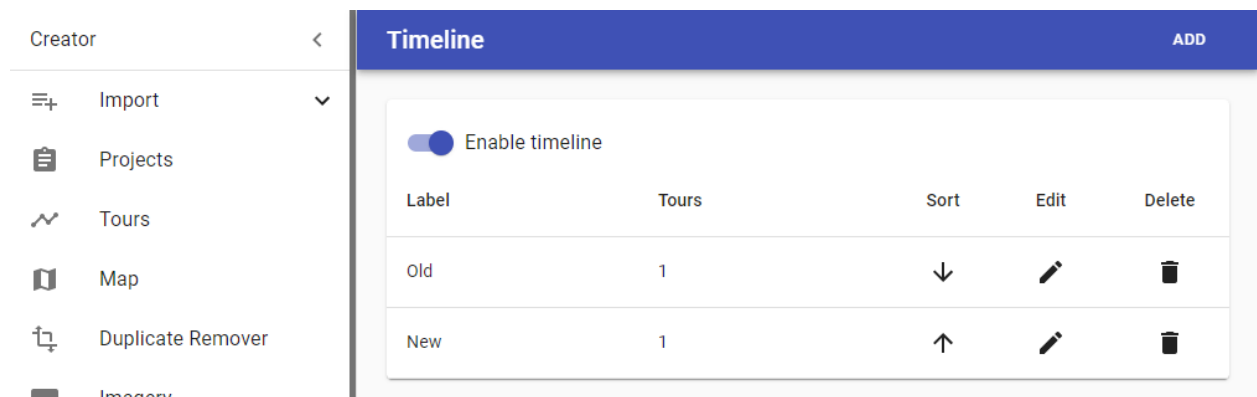 Creator
Import
Projects
Tours
Map
Duplicate Remover
Timeline
ADD
Enable timeline
Label Tours Sort Edit Delete
Old 1
New 1